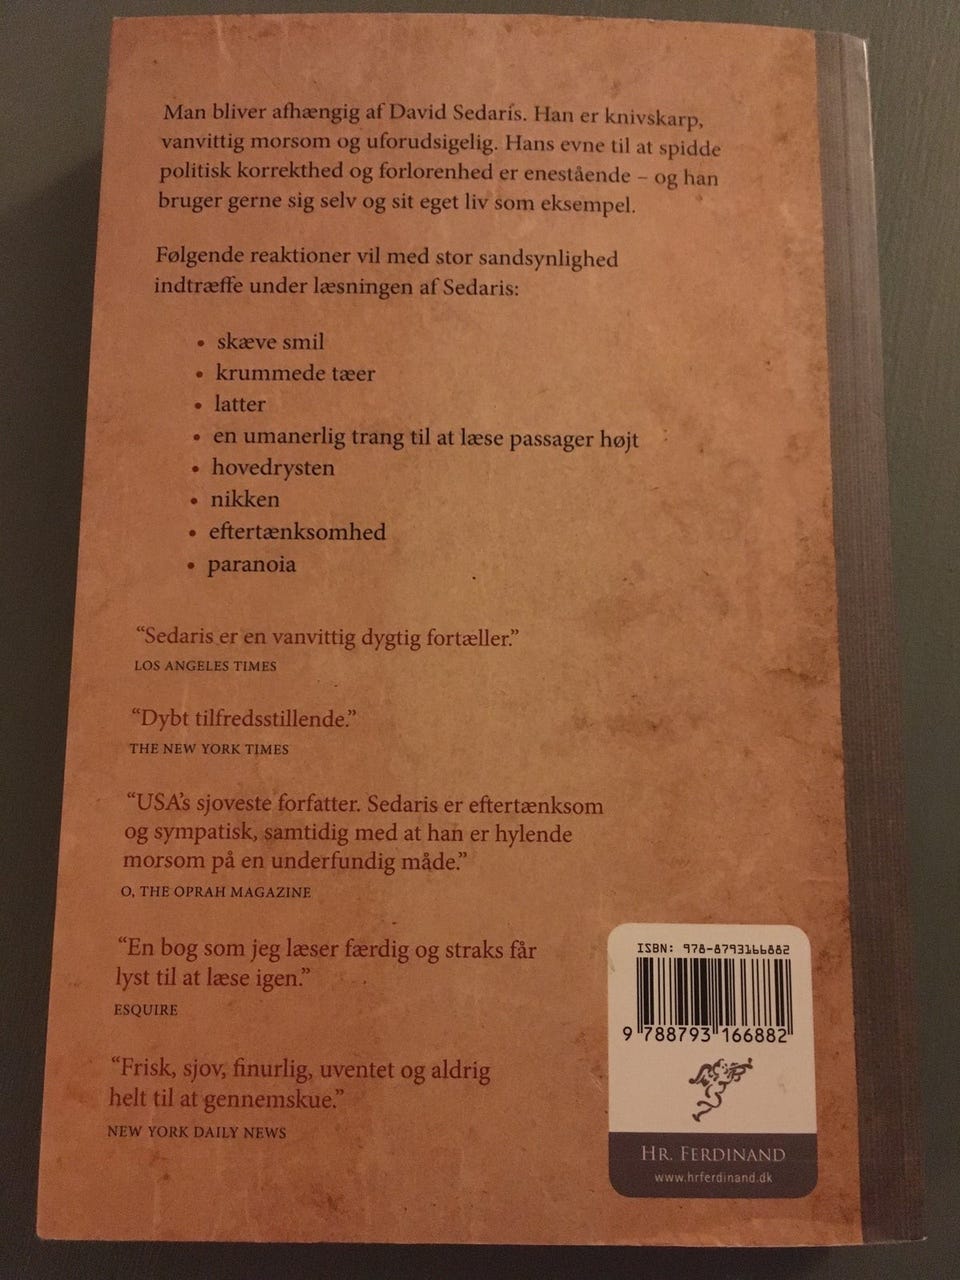 Man bliver afhængig af David Sedaris. Han er knivskarp,
vanvittig morsom og uforudsigelig. Hans evne til at spidde
politisk korrekthed og forlorenhed er enestående – og han
bruger gerne sig selv og sit eget liv som eksempel.
Følgende reaktioner vil med stor sandsynlighed
indtræffe under læsningen af Sedaris:
• skæve smil
• krummede tæer
• latter
• en umanerlig trang til at læse passager højt
• hovedrysten
• nikken
• eftertænksomhed
• paranoia
“Sedaris er en vanvittig dygtig fortæller.”
LOS ANGELES TIMES
“Dybt tilfredsstillende.”
THE NEW YORK TIMES
“USA’s sjoveste forfatter. Sedaris er eftertænksom
og sympatisk, samtidig med at han er hylende
morsom på en underfundig måde.”
O, THE OPRAH MAGAZINE
“En bog som jeg læser færdig og straks får
lyst til at læse igen.”
ESQUIRE
“Frisk, sjov, finurlig, uventet og aldrig
helt til at gennemskue.”
NEW YORK DAILY NEWS
ISBN: 978-8793166882
9 788793 166882
HR. FERDINAND
www.hrferdinand.dk